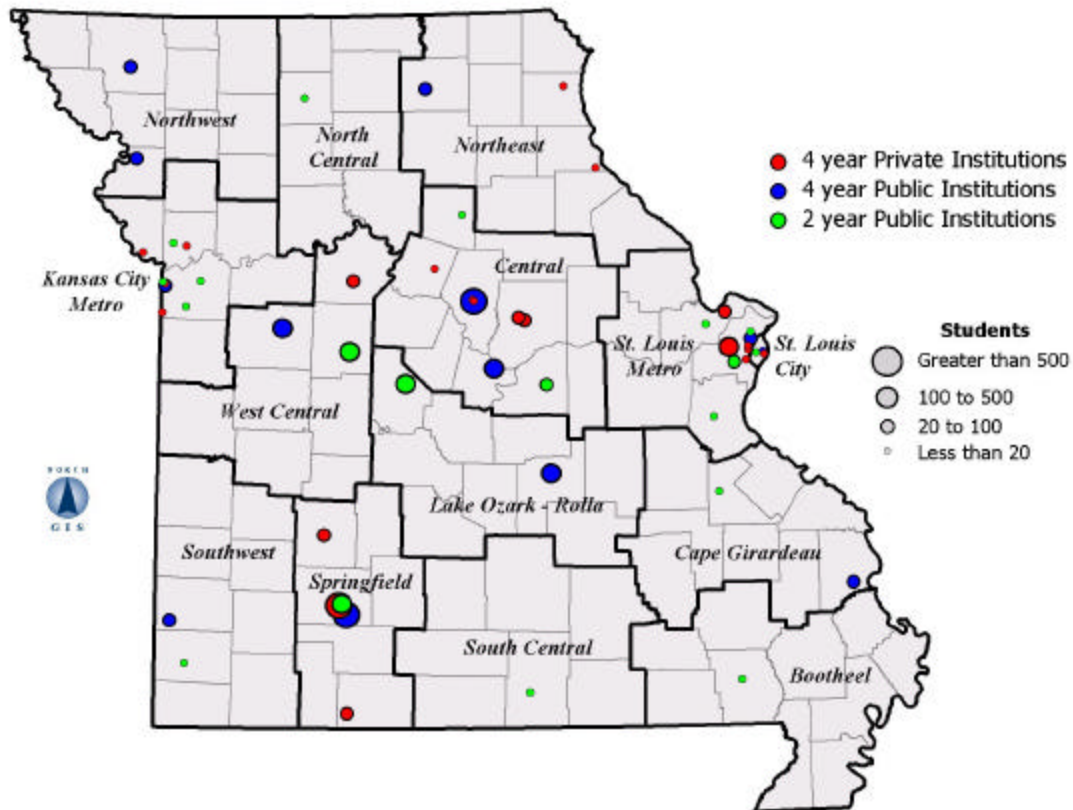 Northwest
North
Central
Northeast
4 year Private Institutions
4 year Public Institutions
2 year Public Institutions
Kansas City
Metro
Central
St. Louis
Metro
St. Louis
City
Students
Greater than 500
100 to 500
20 to 100
Less than 20
West Central
NORTH
GIS
Lake Ozark - Rolla
Southwest
Springfield
Cape Girardeau
South Central
Bootheel